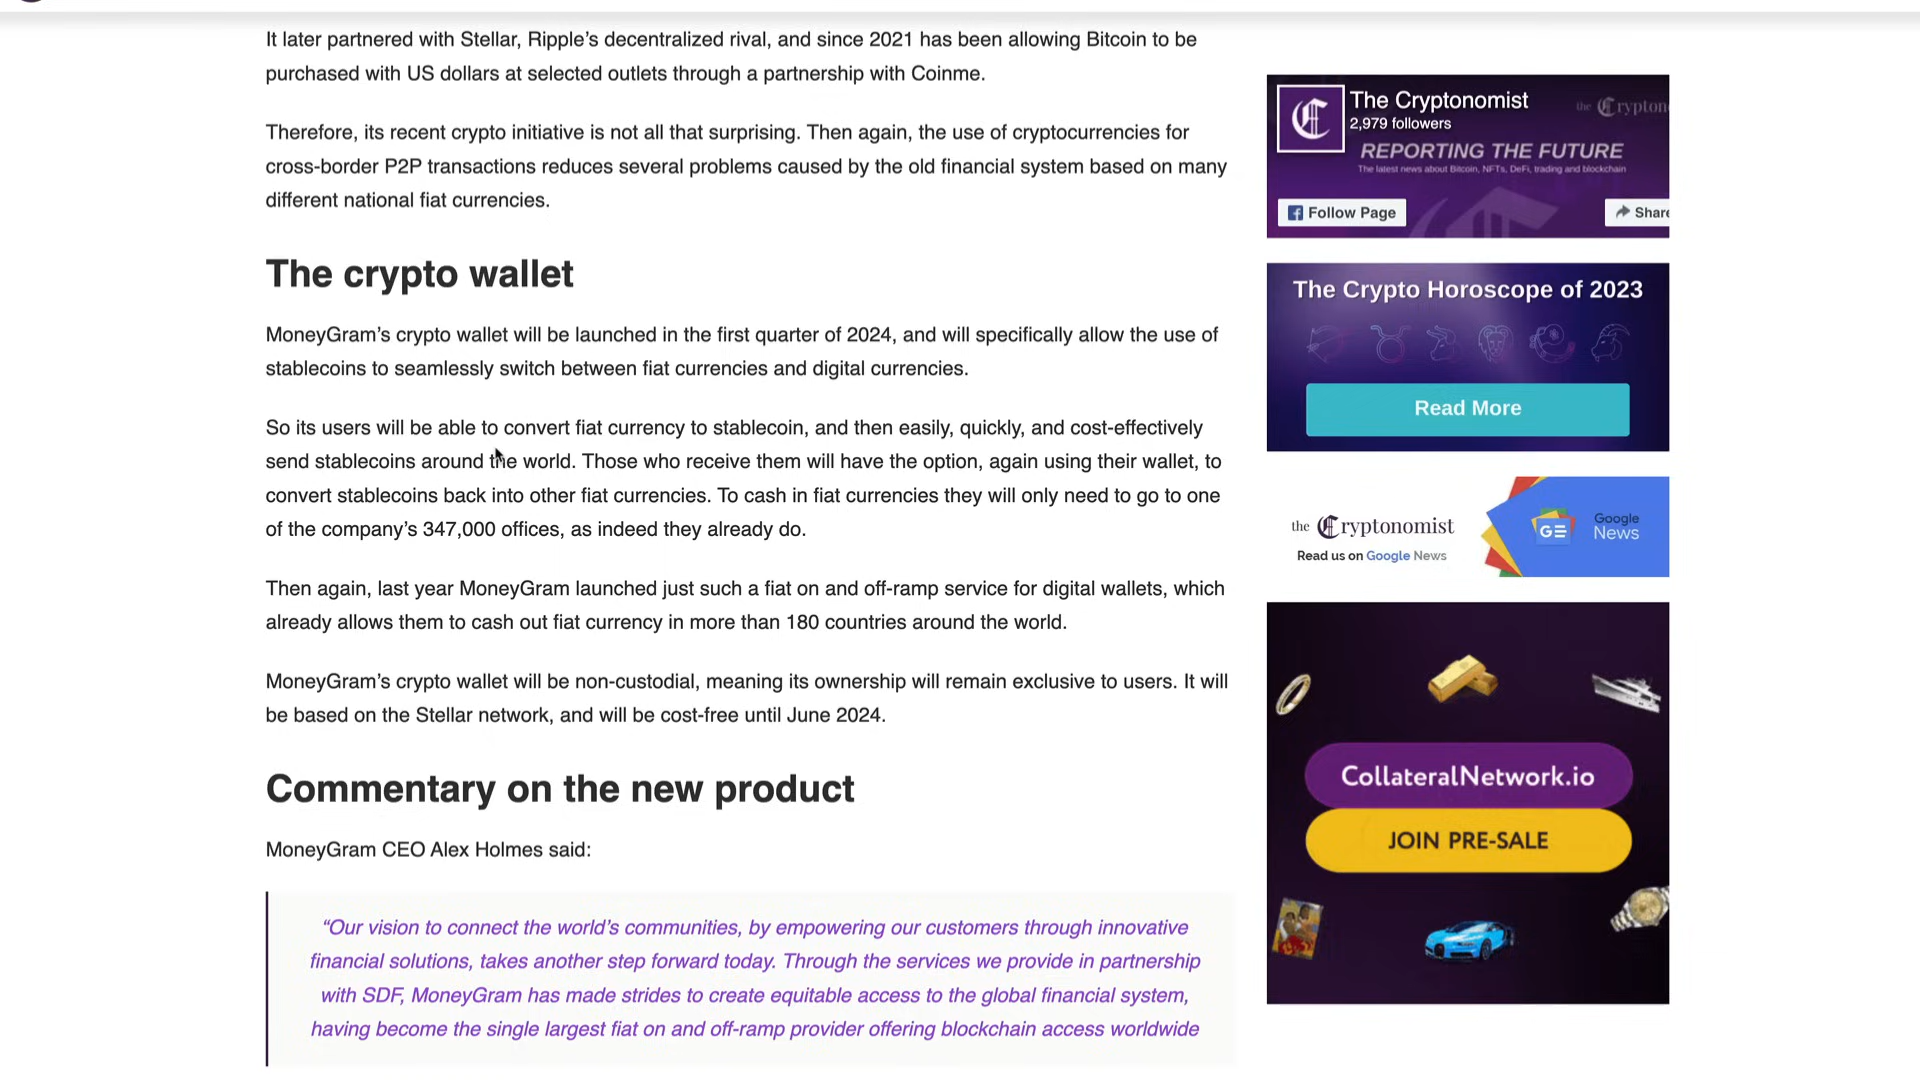 It later partnered with Stellar, Ripple’s decentralized rival, and since 2021 has been allowing Bitcoin to be
purchased with US dollars at selected outlets through a partnership with Coinme.
Therefore, its recent crypto initiative is not all that surprising. Then again, the use of cryptocurrencies for
cross-border P2P transactions reduces several problems caused by the old financial system based on many
different national fiat currencies.
The crypto wallet
MoneyGram’s crypto wallet will be launched in the first quarter of 2024, and will specifically allow the use of
stablecoins to seamlessly switch between fiat currencies and digital currencies.
So its users will be able to convert fiat currency to stablecoin, and then easily, quickly, and cost-effectively
send stablecoins around the world. Those who receive them will have the option, again using their wallet, to
convert stablecoins back into other fiat currencies. To cash in fiat currencies they will only need to go to one
of the company’s 347,000 offices, as indeed they already do.
Then again, last year MoneyGram launched just such a fiat on and off-ramp service for digital wallets, which
already allows them to cash out fiat currency in more than 180 countries around the world.
MoneyGram’s crypto wallet will be non-custodial, meaning its ownership will remain exclusive to users. It will
be based on the Stellar network, and will be cost-free until June 2024.
Commentary on the new product
MoneyGram CEO Alex Holmes said:
“Our vision to connect the world’s communities, by empowering our customers through innovative
financial solutions, takes another step forward today. Through the services we provide in partnership
with SDF, MoneyGram has made strides to create equitable access to the global financial system,
having become the single largest fiat on and off-ramp provider offering blockchain access worldwide
The Cryptonomist
2,979 followers
the Crypton
REPORTING THE FUTURE
The latest news about Bitcoin, NFTs, DeFi, trading and blockchain
Follow Page
Share
The Crypto Horoscope of 2023
Read More
the Cryptonomist
Read us on Google News
GE
Google
News
CollateralNetwork.io
JOIN PRE-SALE